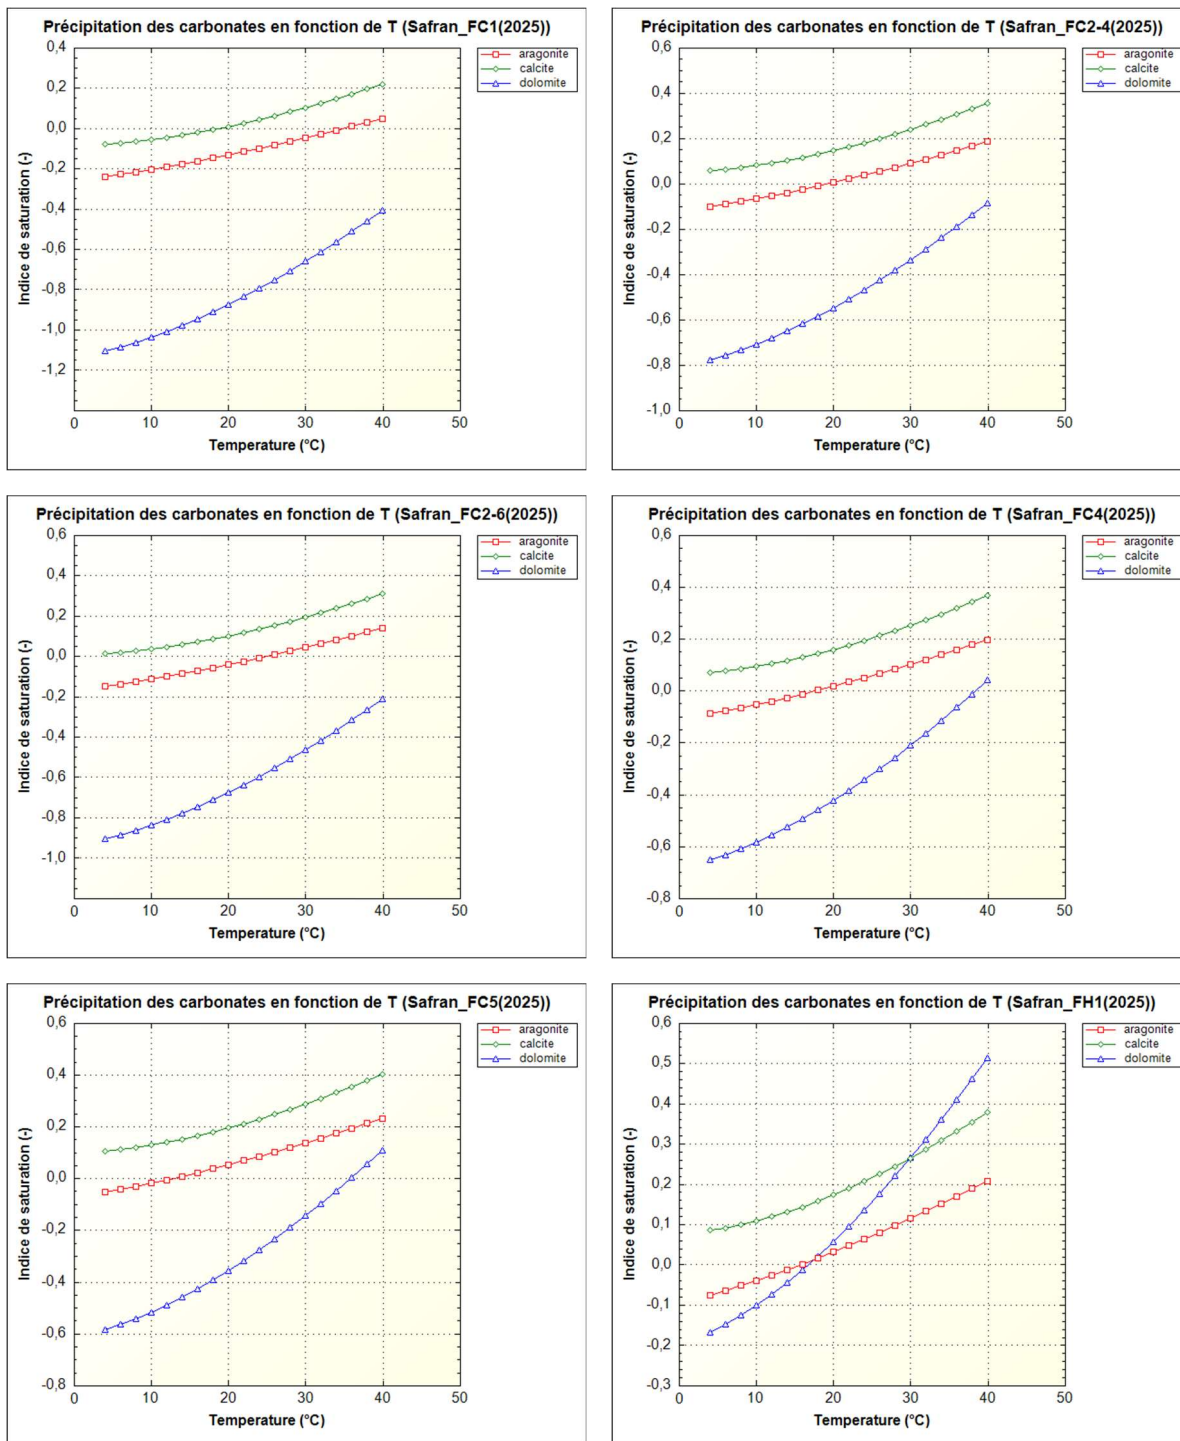 Précipitation des carbonates en fonction de T (Safran_FC1(2025))
0,4
0,2
0,0
-0,2
-0,4
-0,6
-0,8
-1,0
-1,2
Indice de saturation (-)
0 10 20 30 40 50
Temperature (°C)
aragonite
calcite
dolomite
Précipitation des carbonates en fonction de T (Safran_FC2-4(2025))
0,6
0,4
0,2
0,0
-0,2
-0,4
-0,6
-0,8
-1,0
Indice de saturation (-)
0 10 20 30 40 50
Temperature (°C)
aragonite
calcite
dolomite
Précipitation des carbonates en fonction de T (Safran_FC2-6(2025))
0,6
0,4
0,2
0,0
-0,2
-0,4
-0,6
-0,8
-1,0
Indice de saturation (-)
0 10 20 30 40 50
Temperature (°C)
aragonite
calcite
dolomite
Précipitation des carbonates en fonction de T (Safran_FC4(2025))
0,6
0,4
0,2
0,0
-0,2
-0,4
-0,6
-0,8
Indice de saturation (-)
0 10 20 30 40 50
Temperature (°C)
aragonite
calcite
dolomite
Précipitation des carbonates en fonction de T (Safran_FC5(2025))
0,6
0,4
0,2
0,0
-0,2
-0,4
-0,6
-0,8
Indice de saturation (-)
0 10 20 30 40 50
Temperature (°C)
aragonite
calcite
dolomite
Précipitation des carbonates en fonction de T (Safran_FH1(2025))
0,6
0,5
0,4
0,3
0,2
0,1
0,0
-0,1
-0,2
-0,3
Indice de saturation (-)
0 10 20 30 40 50
Temperature (°C)
aragonite
calcite
dolomite